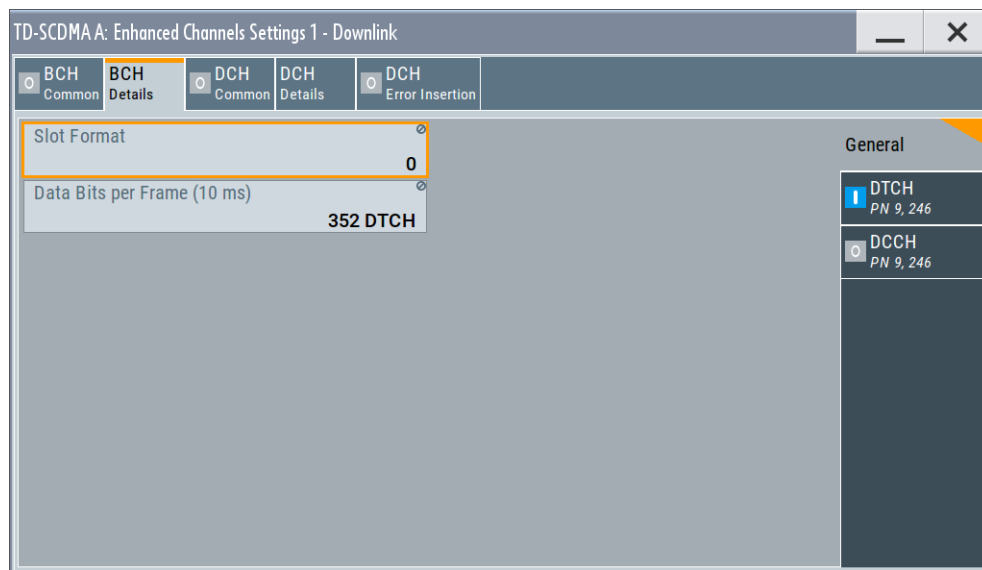 TD-SCDMA A: Enhanced Channels Settings 1 - Downlink
BCH
Common
BCH
Details
DCH
Common
DCH
Details
DCH
Error Insertion
Slot Format
0
Data Bits per Frame (10 ms)
352 DTCH
General
DTCH
PN 9, 246
DCCH
PN 9, 246